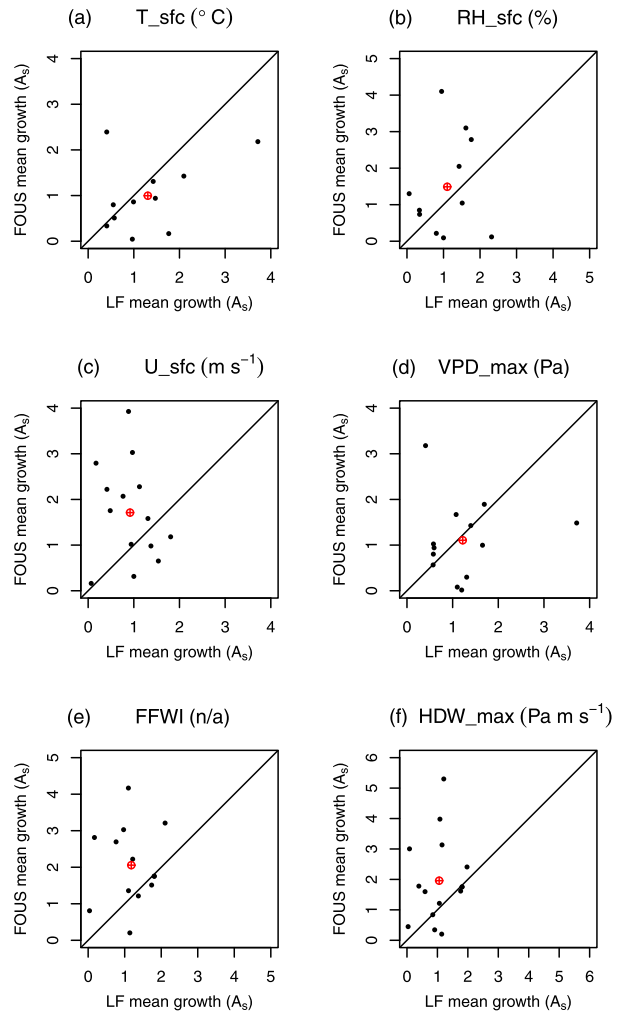 (a) T_sfc (° C)
FOUS mean growth (Aₛ)
4
3
2
1
0
0 1 2 3 4
LF mean growth (Aₛ)
(b) RH_sfc (%)
FOUS mean growth (Aₛ)
5
4
3
2
1
0
0 1 2 3 4 5
LF mean growth (Aₛ)
(c) U_sfc (m s⁻¹)
FOUS mean growth (Aₛ)
4
3
2
1
0
0 1 2 3 4
LF mean growth (Aₛ)
(d) VPD_max (Pa)
FOUS mean growth (Aₛ)
4
3
2
1
0
0 1 2 3 4
LF mean growth (Aₛ)
(e) FFWI (n/a)
FOUS mean growth (Aₛ)
5
4
3
2
1
0
0 1 2 3 4 5
LF mean growth (Aₛ)
(f) HDW_max (Pa m s⁻¹)
FOUS mean growth (Aₛ)
6
5
4
3
2
1
0
0 1 2 3 4 5 6
LF mean growth (Aₛ)